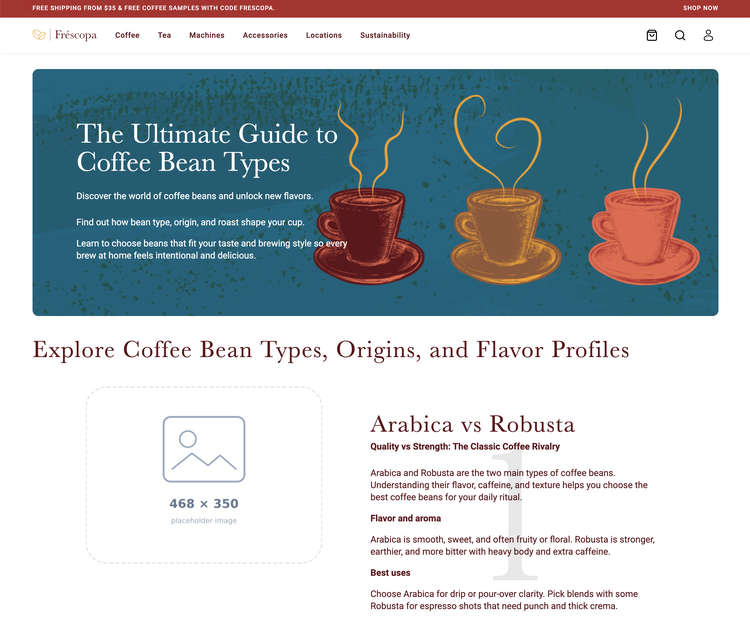 FREE SHIPPING FROM $35 & FREE COFFEE SAMPLES WITH CODE FRESCOPA.
SHOP NOW
Fréscopa
Coffee
Tea
Machines
Accessories
Locations
Sustainability
The Ultimate Guide to
Coffee Bean Types
Discover the world of coffee beans and unlock new flavors.
Find out how bean type, origin, and roast shape your cup.
Learn to choose beans that fit your taste and brewing style so every
brew at home feels intentional and delicious.
Explore Coffee Bean Types, Origins, and Flavor Profiles
468 × 350
placeholder image
1
Arabica vs Robusta
Quality vs Strength: The Classic Coffee Rivalry
Arabica and Robusta are the two main types of coffee beans.
Understanding their flavor, caffeine, and texture helps you choose the
best coffee beans for your daily ritual.
Flavor and aroma
Arabica is smooth, sweet, and often fruity or floral. Robusta is stronger,
earthier, and more bitter with heavy body and extra caffeine.
Best uses
Choose Arabica for drip or pour-over clarity. Pick blends with some
Robusta for espresso shots that need punch and thick crema.